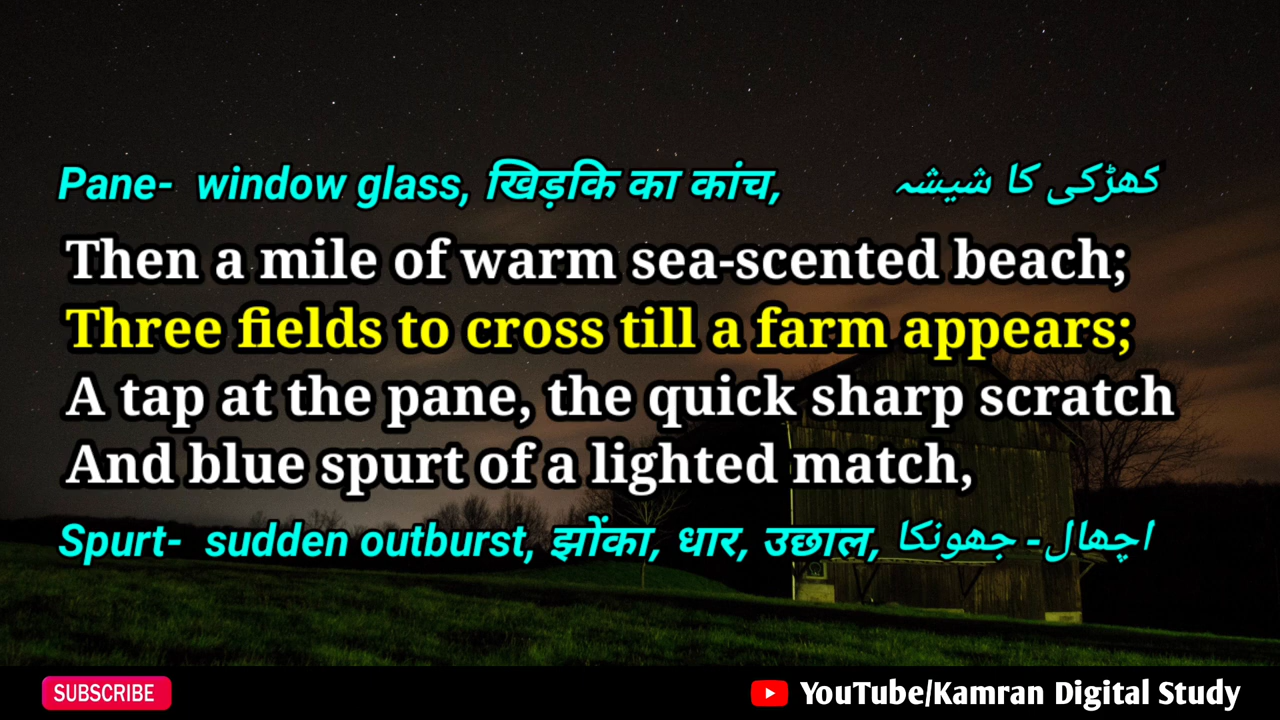 Pane- window glass, खिड़कि का कांच, کھڑکی کا شیشہ
Then a mile of warm sea-scented beach;
Three fields to cross till a farm appears;
A tap at the pane, the quick sharp scratch
And blue spurt of a lighted match,
Spurt- sudden outburst, झोंका, धार, उछाल, اچھال- جھونکا
SUBSCRIBE
YouTube/Kamran Digital Study